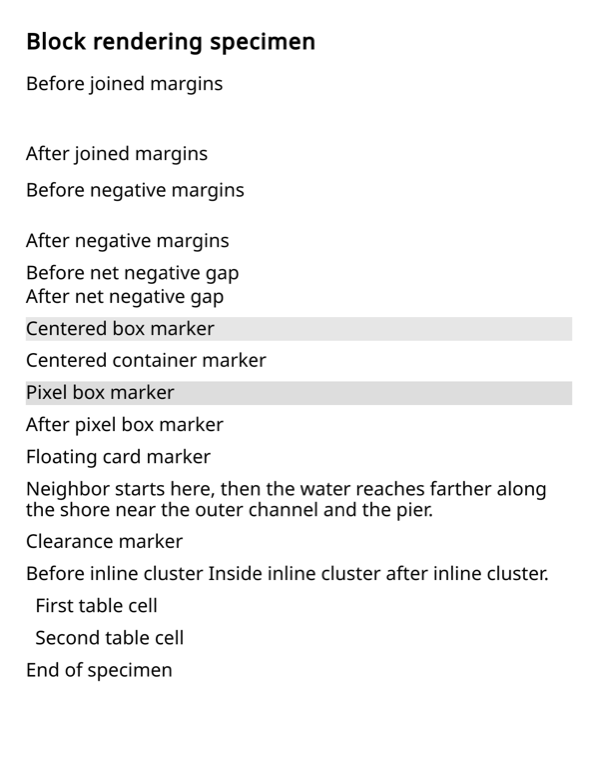 Block rendering specimen
Before joined margins
After joined margins
Before negative margins
After negative margins
Before net negative gap
After net negative gap
Centered box marker
Centered container marker
Pixel box marker
After pixel box marker
Floating card marker
Neighbor starts here, then the water reaches farther along
the shore near the outer channel and the pier.
Clearance marker
Before inline cluster Inside inline cluster after inline cluster.
First table cell
Second table cell
End of specimen